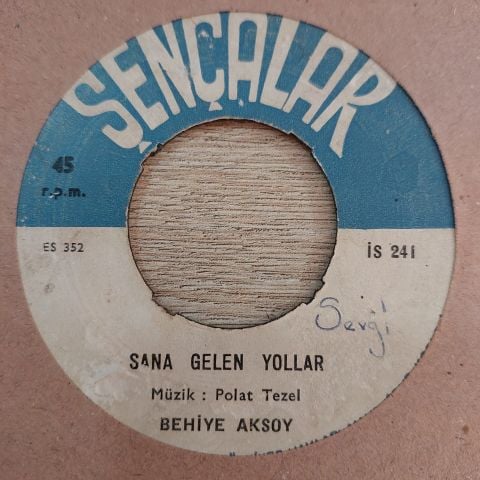 ŞENÇALAR
45
r.p.m.
ES 352
İS 241
Sevgi
SANA GELEN YOLLAR
Müzik : Polat Tezel
BEHİYE AKSOY